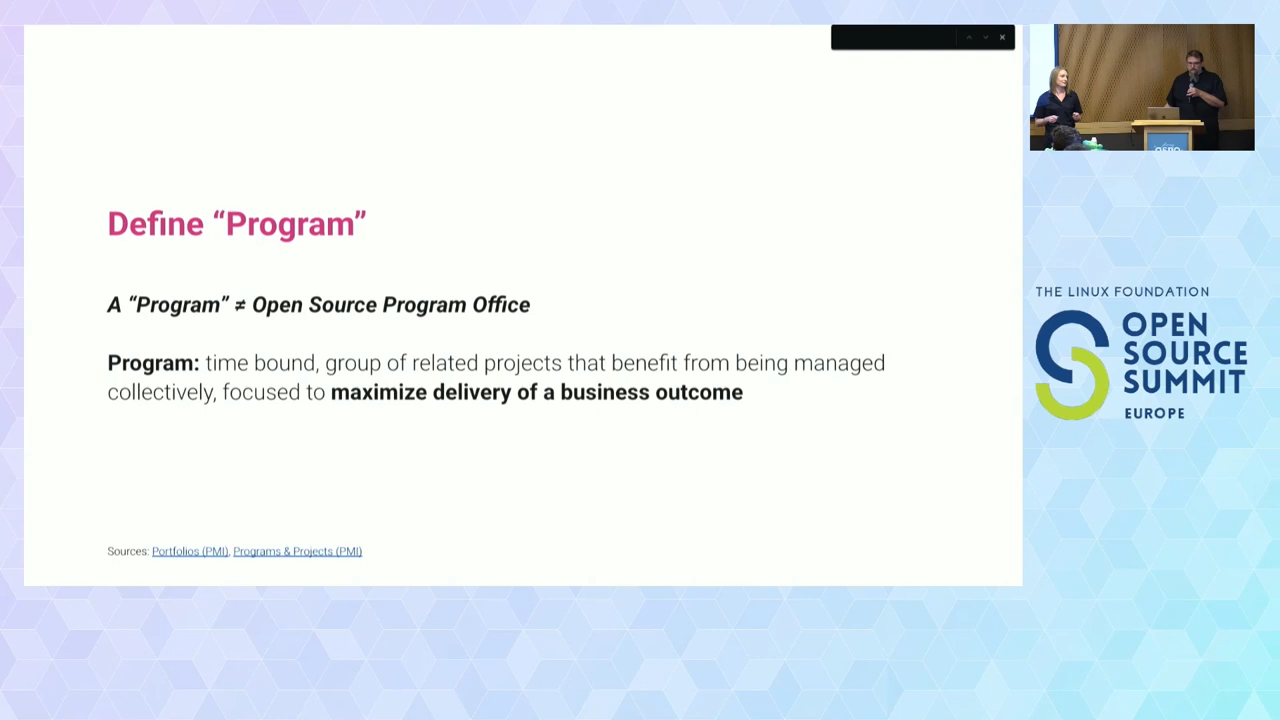 Define “Program”
A “Program” ≠ Open Source Program Office
Program: time bound, group of related projects that benefit from being managed
collectively, focused to maximize delivery of a business outcome
Sources: Portfolios (PMI), Programs & Projects (PMI)
THE LINUX FOUNDATION
OPEN
SOURCE
SUMMIT
EUROPE